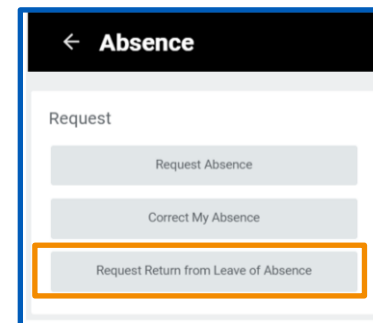 ← Absence
Request
Request Absence
Correct My Absence
Request Return from Leave of Absence